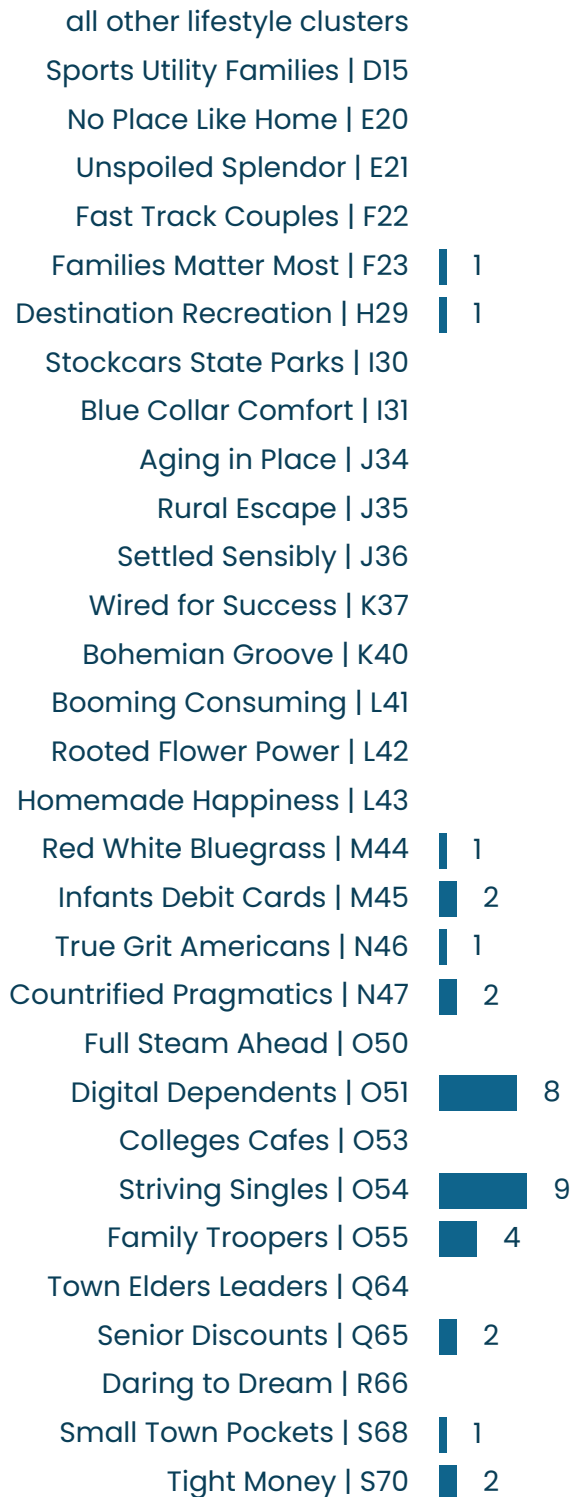 all other lifestyle clusters
Sports Utility Families | D15
No Place Like Home | E20
Unspoiled Splendor | E21
Fast Track Couples | F22
Families Matter Most | F23 1
Destination Recreation | H29 1
Stockcars State Parks | I30
Blue Collar Comfort | I31
Aging in Place | J34
Rural Escape | J35
Settled Sensibly | J36
Wired for Success | K37
Bohemian Groove | K40
Booming Consuming | L41
Rooted Flower Power | L42
Homemade Happiness | L43
Red White Bluegrass | M44 1
Infants Debit Cards | M45 2
True Grit Americans | N46 1
Countrified Pragmatics | N47 2
Full Steam Ahead | O50
Digital Dependents | O51 8
Colleges Cafes | O53
Striving Singles | O54 9
Family Troopers | O55 4
Town Elders Leaders | Q64
Senior Discounts | Q65 2
Daring to Dream | R66
Small Town Pockets | S68 1
Tight Money | S70 2